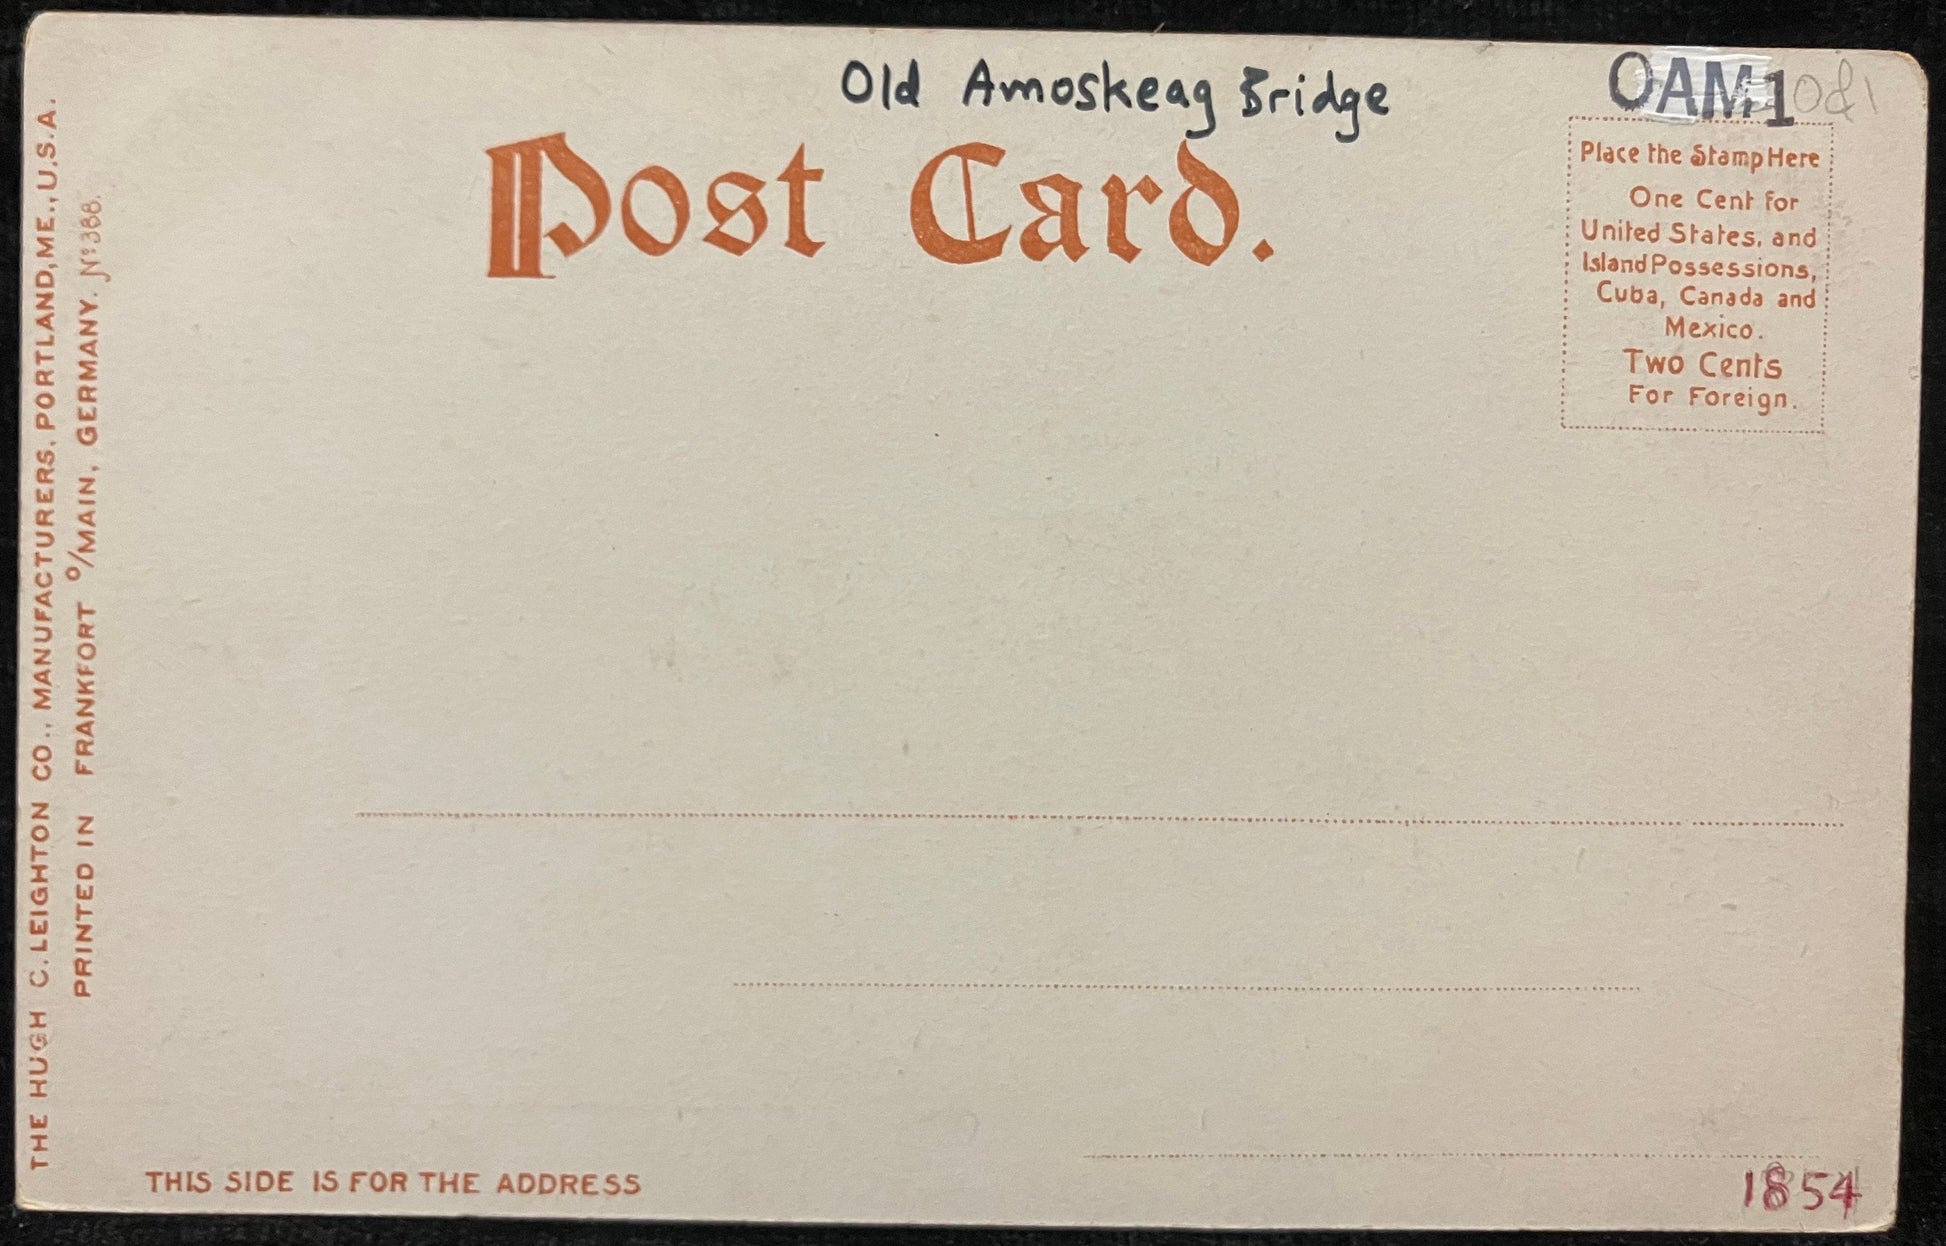 Old Amoskeag Bridge
OAM1
Post Card.
Place the Stamp Here
One Cent for
United States, and
Island Possessions,
Cuba, Canada and
Mexico.
Two Cents
For Foreign.
THE HUGH C. LEIGHTON CO., MANUFACTURERS, PORTLAND, ME., U.S.A.
PRINTED IN FRANKFORT o/MAIN, GERMANY. No 388.
THIS SIDE IS FOR THE ADDRESS
1854